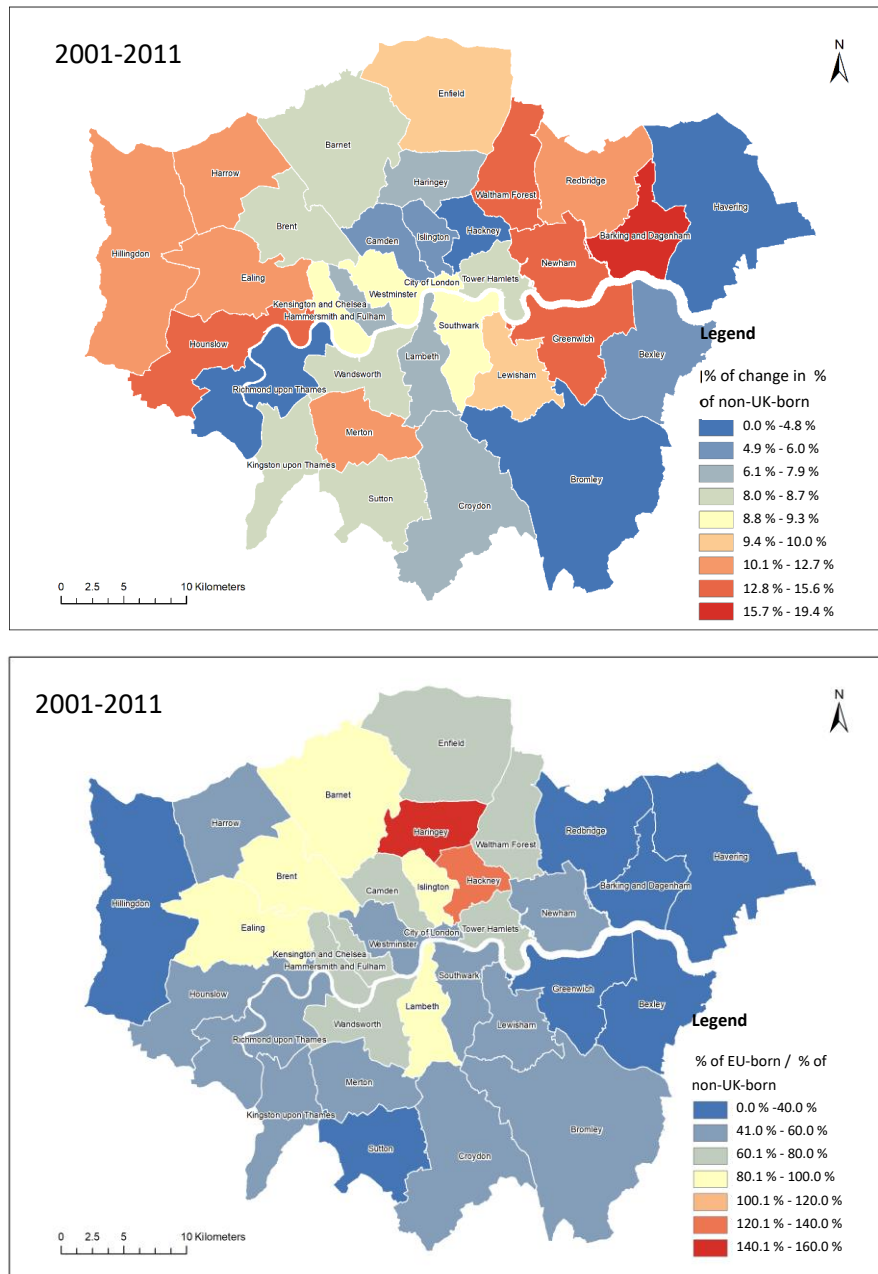 2001-2011
N
Enfield
Barnet
Harrow
Haringey
Waltham Forest
Redbridge
Havering
Hillingdon
Brent
Camden
Islington
Hackney
Barking and Dagenham
Ealing
Newham
Tower Hamlets
City of London
Westminster
Kensington and Chelsea
Hammersmith and Fulham
Hounslow
Southwark
Greenwich
Bexley
Richmond upon Thames
Wandsworth
Lambeth
Lewisham
Merton
Kingston upon Thames
Sutton
Croydon
Bromley
0 2.5 5 10 Kilometers
Legend
|% of change in % 
of non-UK-born
0.0 % -4.8 %
4.9 % - 6.0 %
6.1 % - 7.9 %
8.0 % - 8.7 %
8.8 % - 9.3 %
9.4 % - 10.0 %
10.1 % - 12.7 %
12.8 % - 15.6 %
15.7 % - 19.4 %
2001-2011
N
Enfield
Barnet
Harrow
Haringey
Waltham Forest
Redbridge
Havering
Hillingdon
Brent
Camden
Islington
Hackney
Barking and Dagenham
Ealing
Newham
Tower Hamlets
City of London
Westminster
Kensington and Chelsea
Hammersmith and Fulham
Hounslow
Southwark
Greenwich
Bexley
Richmond upon Thames
Wandsworth
Lambeth
Lewisham
Merton
Kingston upon Thames
Sutton
Croydon
Bromley
0 2.5 5 10 Kilometers
Legend
% of EU-born / % of
non-UK-born
0.0 % -40.0 %
41.0 % - 60.0 %
60.1 % - 80.0 %
80.1 % - 100.0 %
100.1 % - 120.0 %
120.1 % - 140.0 %
140.1 % - 160.0 %